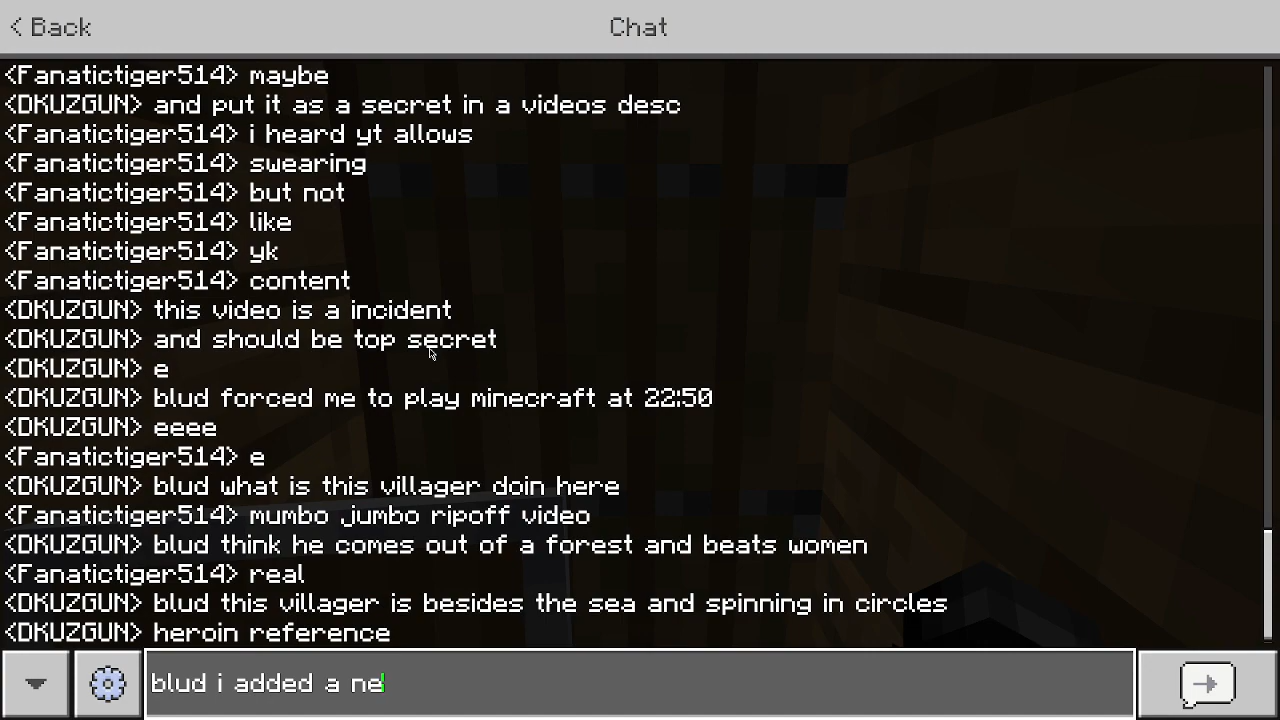 < Back
Chat
<Fanatictiger514> maybe
<DKUZGUN> and put it as a secret in a videos desc
<Fanatictiger514> i heard yt allows
<Fanatictiger514> swearing
<Fanatictiger514> but not
<Fanatictiger514> like
<Fanatictiger514> yk
<Fanatictiger514> content
<DKUZGUN> this video is a incident
<DKUZGUN> and should be top secret
<DKUZGUN> e
<DKUZGUN> blud forced me to play minecraft at 22:50
<DKUZGUN> eeee
<Fanatictiger514> e
<DKUZGUN> blud what is this villager doin here
<Fanatictiger514> mumbo jumbo ripoff video
<DKUZGUN> blud think he comes out of a forest and beats women
<Fanatictiger514> real
<DKUZGUN> blud this villager is besides the sea and spinning in circles
<DKUZGUN> heroin reference
blud i added a ne